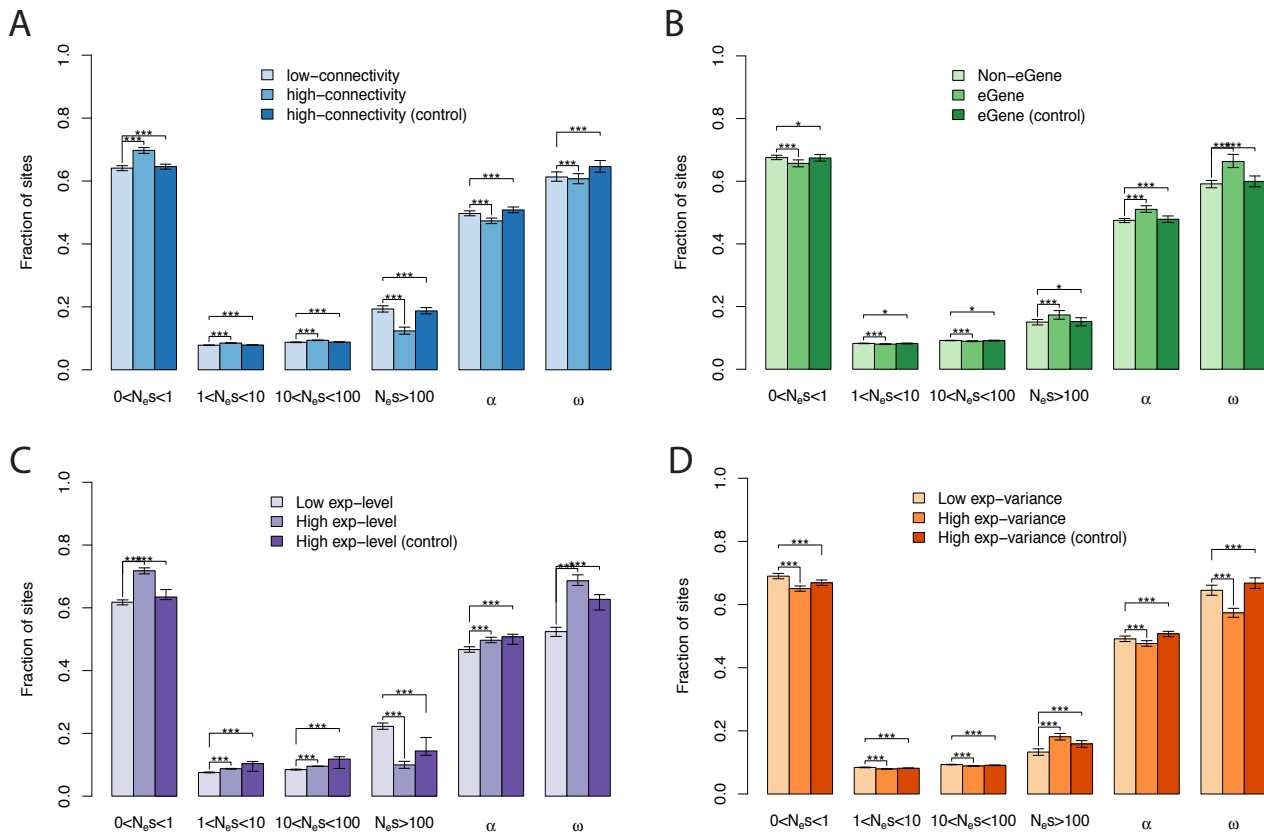 A
Fraction of sites
0.0 0.2 0.4 0.6 0.8 1.0
low−connectivity
high−connectivity
high−connectivity (control)
*** *** *** *** *** *** *** *** *** *** *** ***
0<Nₑs<1 1<Nₑs<10 10<Nₑs<100 Nₑs>100 α ω
B
Fraction of sites
0.0 0.2 0.4 0.6 0.8 1.0
Non−eGene
eGene
eGene (control)
* *** * *** * *** * *** *** *** *** ***
0<Nₑs<1 1<Nₑs<10 10<Nₑs<100 Nₑs>100 α ω
C
Fraction of sites
0.0 0.2 0.4 0.6 0.8 1.0
Low exp−level
High exp−level
High exp−level (control)
*** *** *** *** *** *** *** *** *** *** *** ***
0<Nₑs<1 1<Nₑs<10 10<Nₑs<100 Nₑs>100 α ω
D
Fraction of sites
0.0 0.2 0.4 0.6 0.8 1.0
Low exp−variance
High exp−variance
High exp−variance (control)
*** *** *** *** *** *** *** *** *** *** *** ***
0<Nₑs<1 1<Nₑs<10 10<Nₑs<100 Nₑs>100 α ω